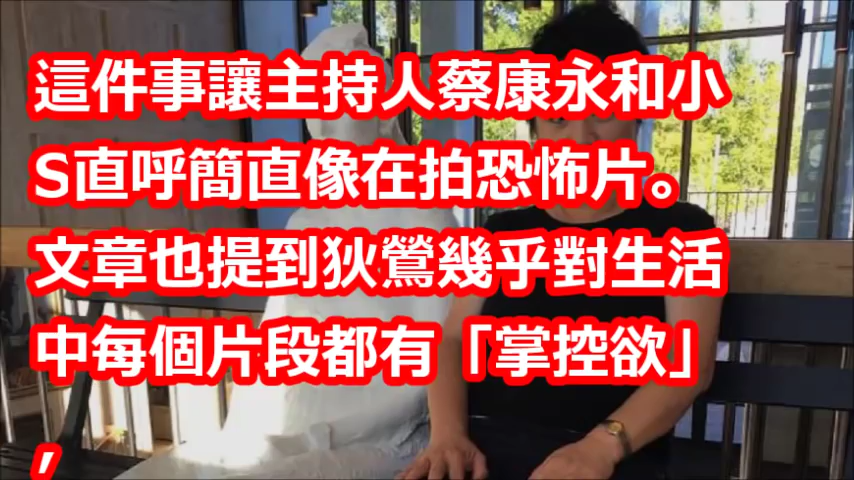 這件事讓主持人蔡康永和小
S直呼簡直像在拍恐怖片。
文章也提到狄鶯幾乎對生活
中每個片段都有「掌控欲」
,